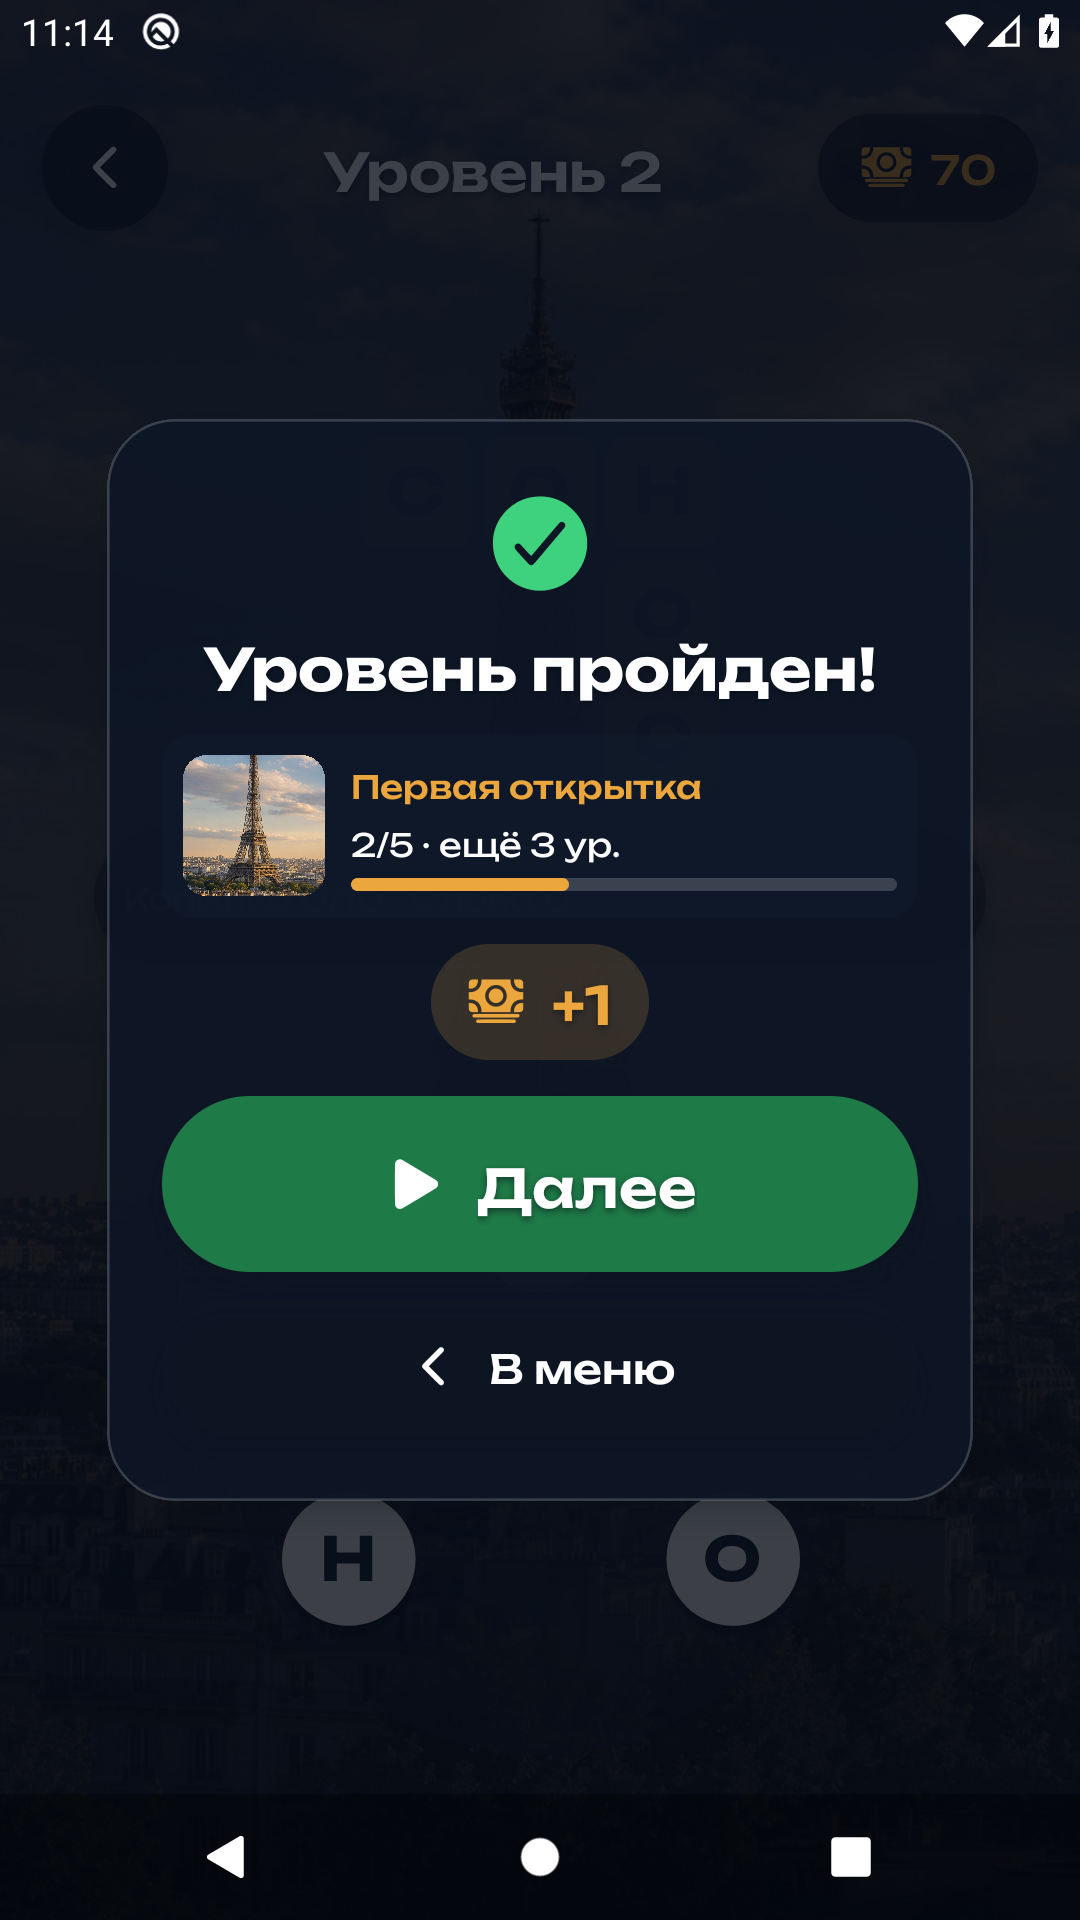 11:14
Уровень 2
70
С О Н
О
Уровень пройден!
Первая открытка
2/5 · ещё 3 ур.
+1
Далее
В меню
Н О